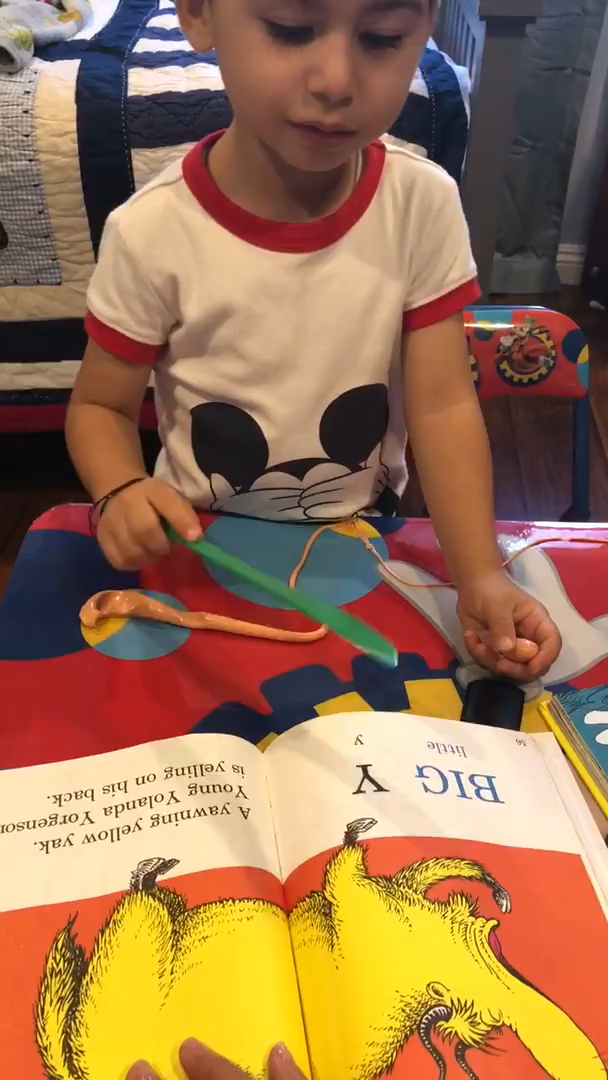 BIG Y
little y
56
A yawning yellow yak.
Young Yolanda Yorgenson
is yelling on his back.